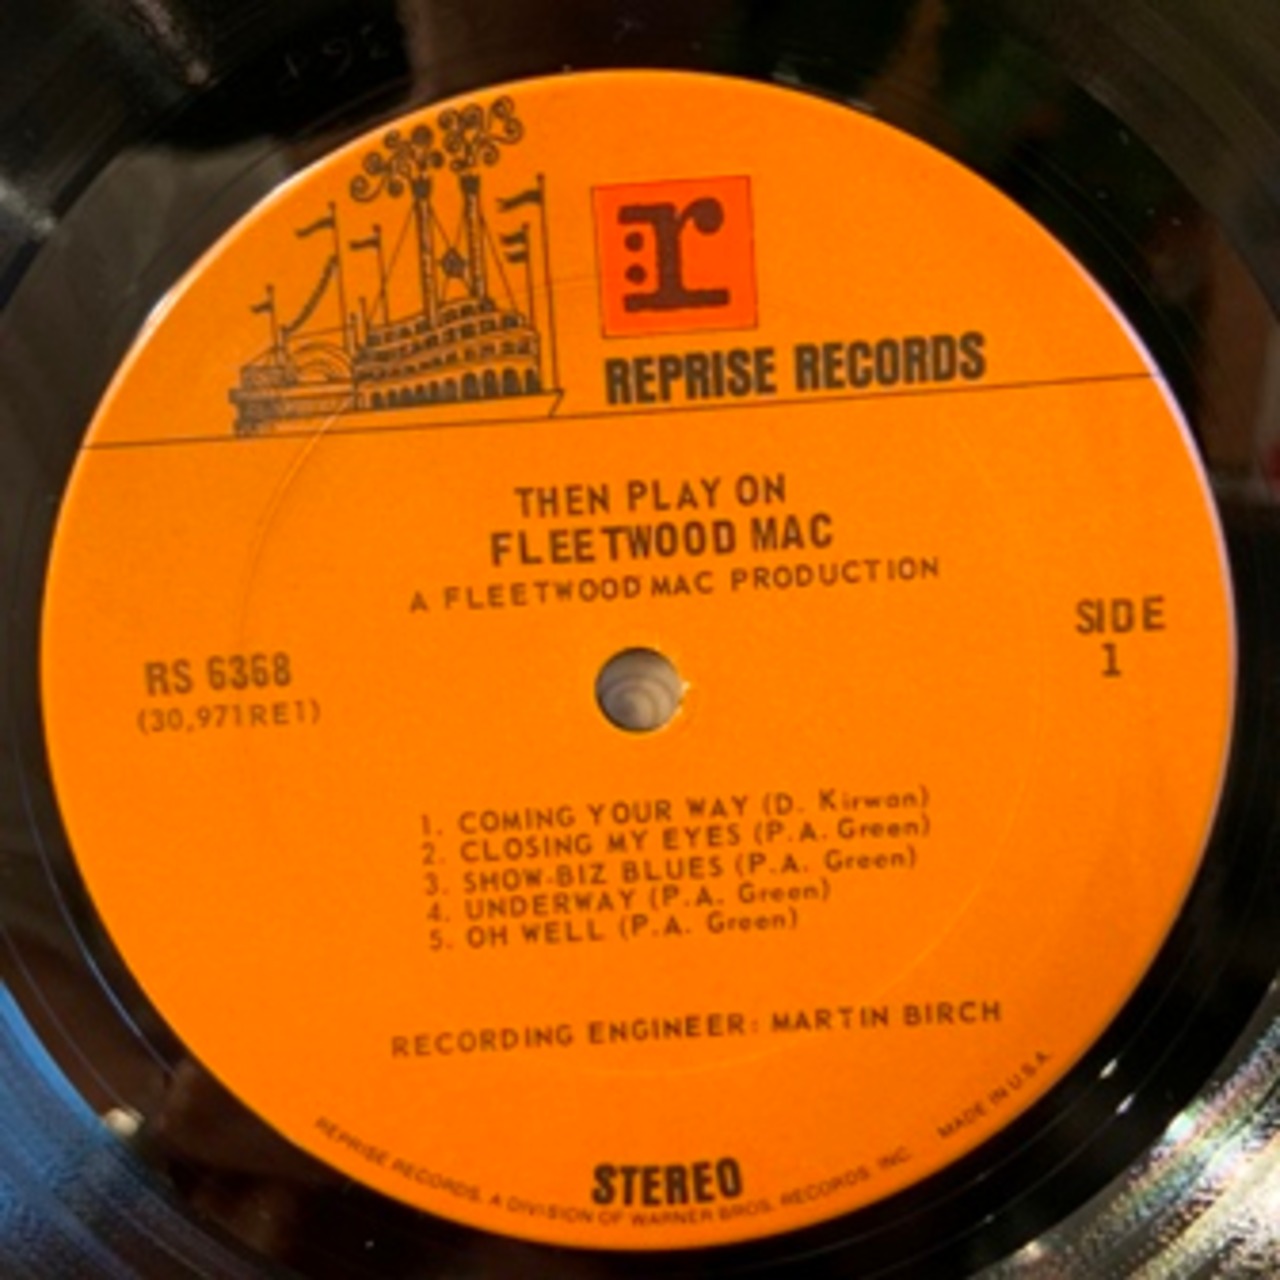 r
REPRISE RECORDS
THEN PLAY ON
FLEETWOOD MAC
A FLEETWOOD MAC PRODUCTION
SIDE
1
RS 6368
(30,971RE1)
1. COMING YOUR WAY (D. Kirwan)
2. CLOSING MY EYES (P.A. Green)
3. SHOW-BIZ BLUES (P.A. Green)
4. UNDERWAY (P.A. Green)
5. OH WELL (P.A. Green)
RECORDING ENGINEER: MARTIN BIRCH
STEREO
REPRISE RECORDS, A DIVISION OF WARNER BROS. RECORDS, INC. MADE IN U.S.A.